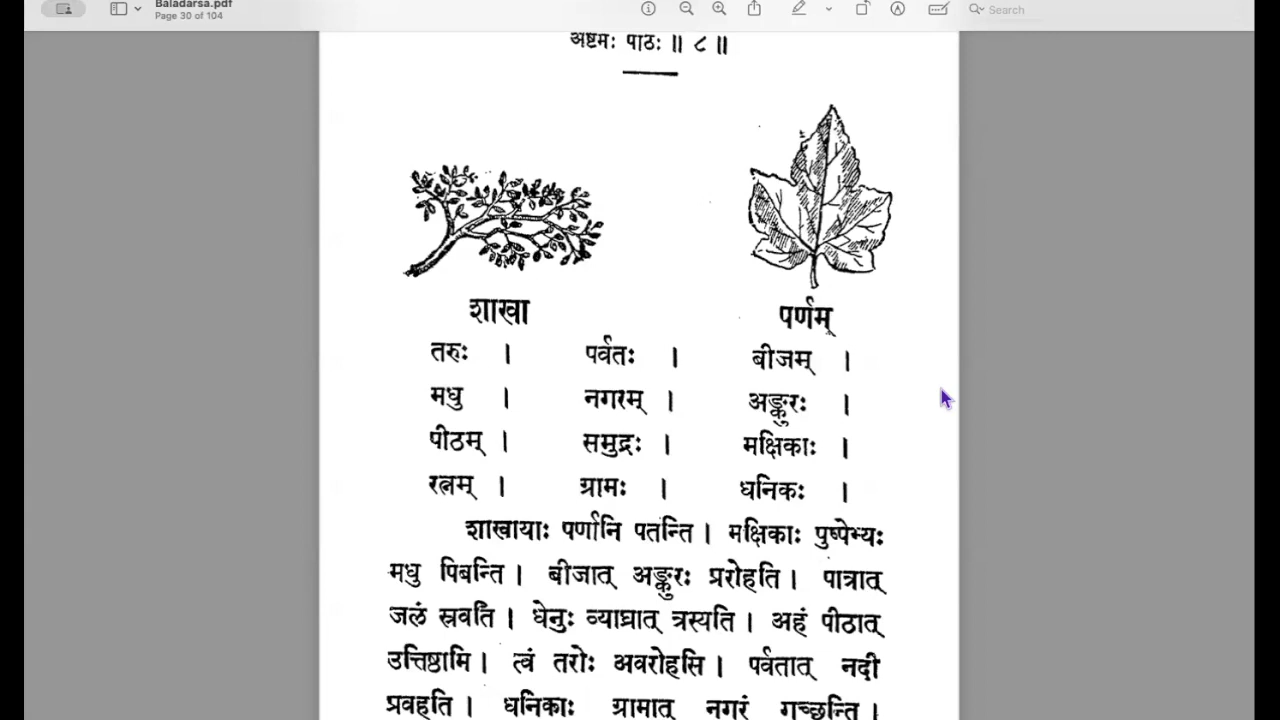 Baladarsa.pdf
Page 30 of 104
Search
अष्टमः पाठः ॥ ८ ॥
शाखा पर्णम्
तरुः । पर्वतः । बीजम् ।
मधु । नगरम् । अङ्कुरः ।
पीठम् । समुद्रः । मक्षिकाः ।
रत्नम् । ग्रामः । धनिकः ।
शाखायाः पर्णानि पतन्ति । मक्षिकाः पुष्पेभ्यः
मधु पिबन्ति । बीजात् अङ्कुरः प्ररोहति । पात्रात्
जलं स्रवति । धेनुः व्याघ्रात् त्रस्यति । अहं पीठात्
उत्तिष्ठामि । त्वं तरोः अवरोहसि । पर्वतात् नदी
प्रवहति । धनिकाः ग्रामात् नगरं गच्छन्ति ।